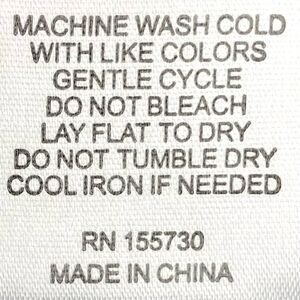 MACHINE WASH COLD
WITH LIKE COLORS
GENTLE CYCLE
DO NOT BLEACH
LAY FLAT TO DRY
DO NOT TUMBLE DRY
COOL IRON IF NEEDED
RN 155730
MADE IN CHINA